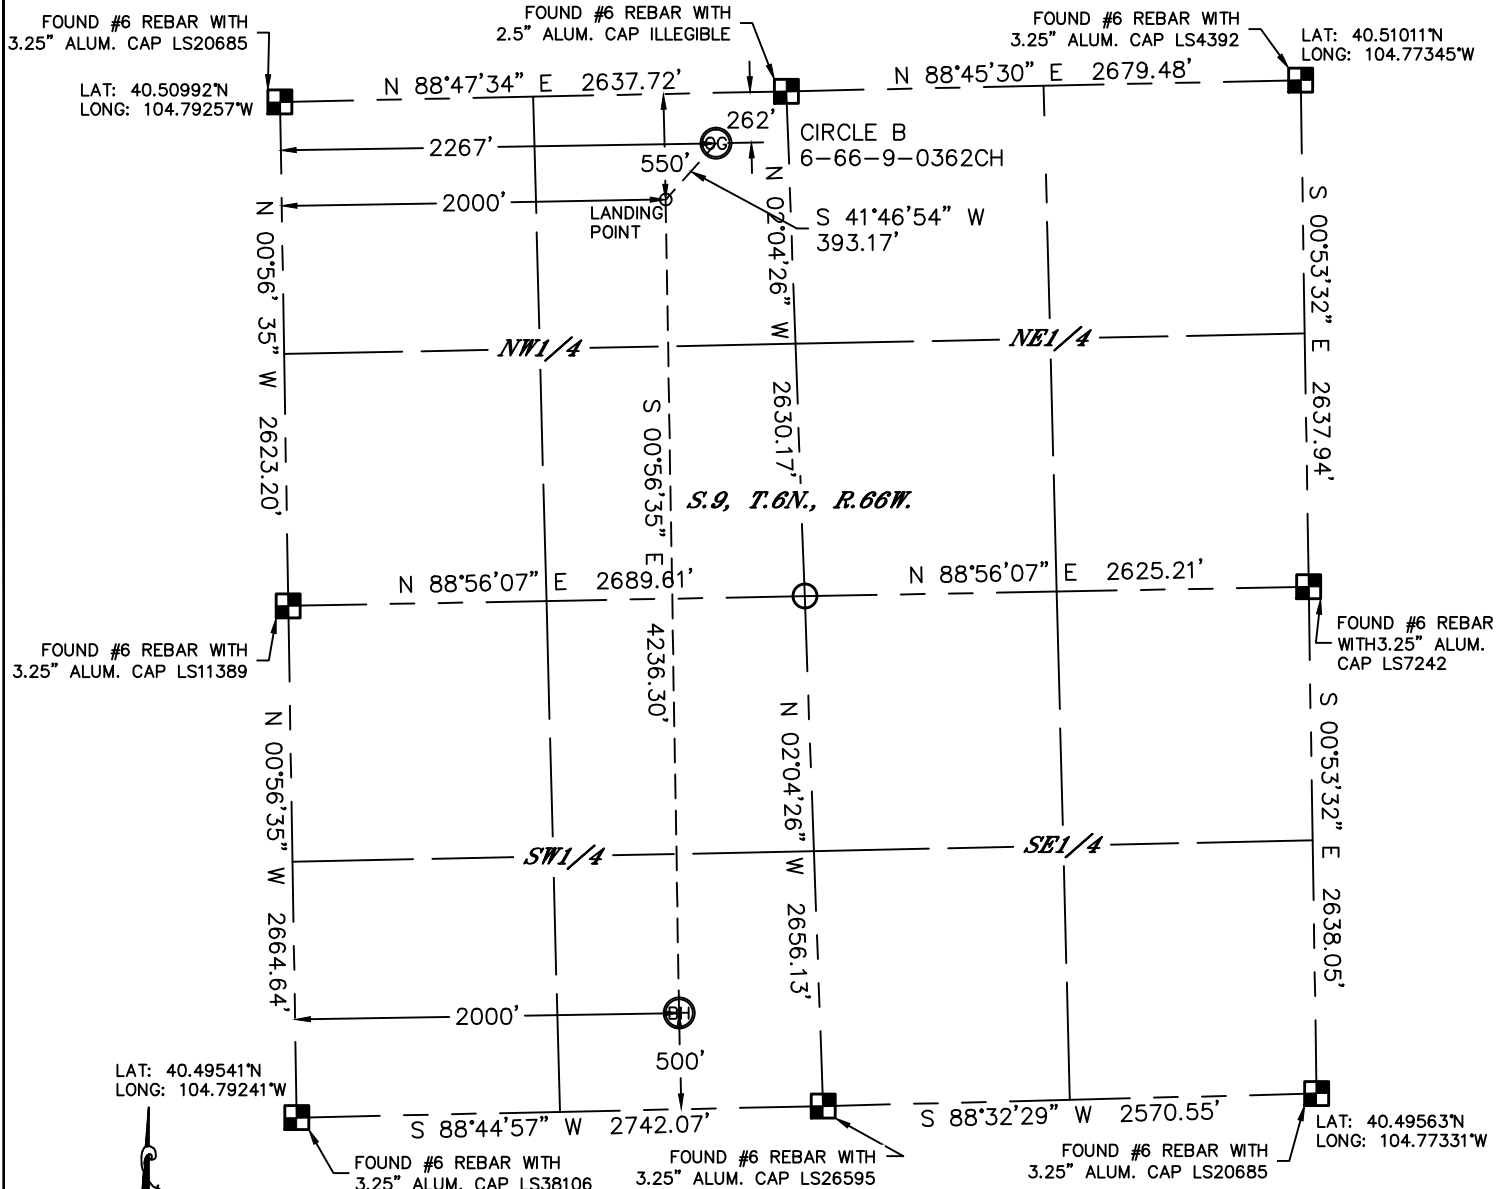 FOUND #6 REBAR WITH
3.25" ALUM. CAP LS20685
FOUND #6 REBAR WITH
2.5" ALUM. CAP ILLEGIBLE
FOUND #6 REBAR WITH
3.25" ALUM. CAP LS4392
LAT: 40.51011°N
LONG: 104.77345°W
LAT: 40.50992°N
LONG: 104.79257°W
N 88°47'34" E 2637.72'
N 88°45'30" E 2679.48'
262'
2267'
OG
CIRCLE B
6-66-9-0362CH
550'
2000'
LANDING
POINT
S 41°46'54" W
393.17'
N 00°56' 35" W 2623.20'
N 02°04'26" W 2630.17'
S 00°53'32" E 2637.94'
NW1/4
NE1/4
S 00°56'35" E 4236.30'
S.9, T.6N., R.66W.
N 88°56'07" E 2689.61'
N 88°56'07" E 2625.21'
FOUND #6 REBAR WITH
3.25" ALUM. CAP LS11389
FOUND #6 REBAR
WITH3.25" ALUM.
CAP LS7242
N 00°56'35" W 2664.64'
N 02°04'26" W 2656.13'
S 00°53'32" E 2638.05'
SW1/4
SE1/4
2000'
BH
500'
LAT: 40.49541°N
LONG: 104.79241°W
S 88°44'57" W 2742.07'
S 88°32'29" W 2570.55'
LAT: 40.49563°N
LONG: 104.77331°W
FOUND #6 REBAR WITH
3.25" ALUM. CAP LS38106
FOUND #6 REBAR WITH
3.25" ALUM. CAP LS26595
FOUND #6 REBAR WITH
3.25" ALUM. CAP LS20685